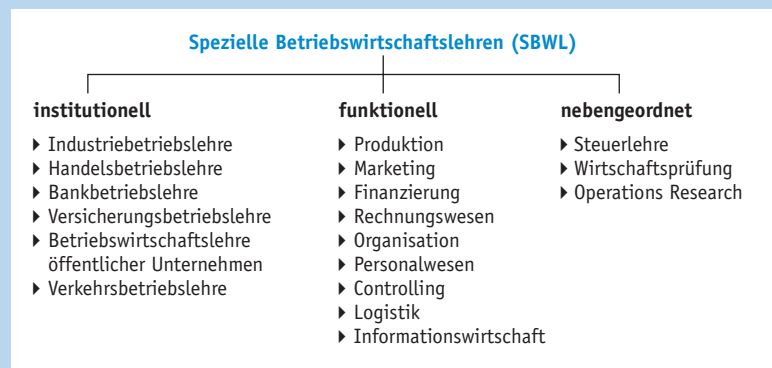 Spezielle Betriebswirtschaftslehren (SBWL)
institutionell
Industriebetriebslehre
Handelsbetriebslehre
Bankbetriebslehre
Versicherungsbetriebslehre
Betriebswirtschaftslehre
öffentlicher Unternehmen
Verkehrsbetriebslehre
funktionell
Produktion
Marketing
Finanzierung
Rechnungswesen
Organisation
Personalwesen
Controlling
Logistik
Informationswirtschaft
nebengeordnet
Steuerlehre
Wirtschaftsprüfung
Operations Research